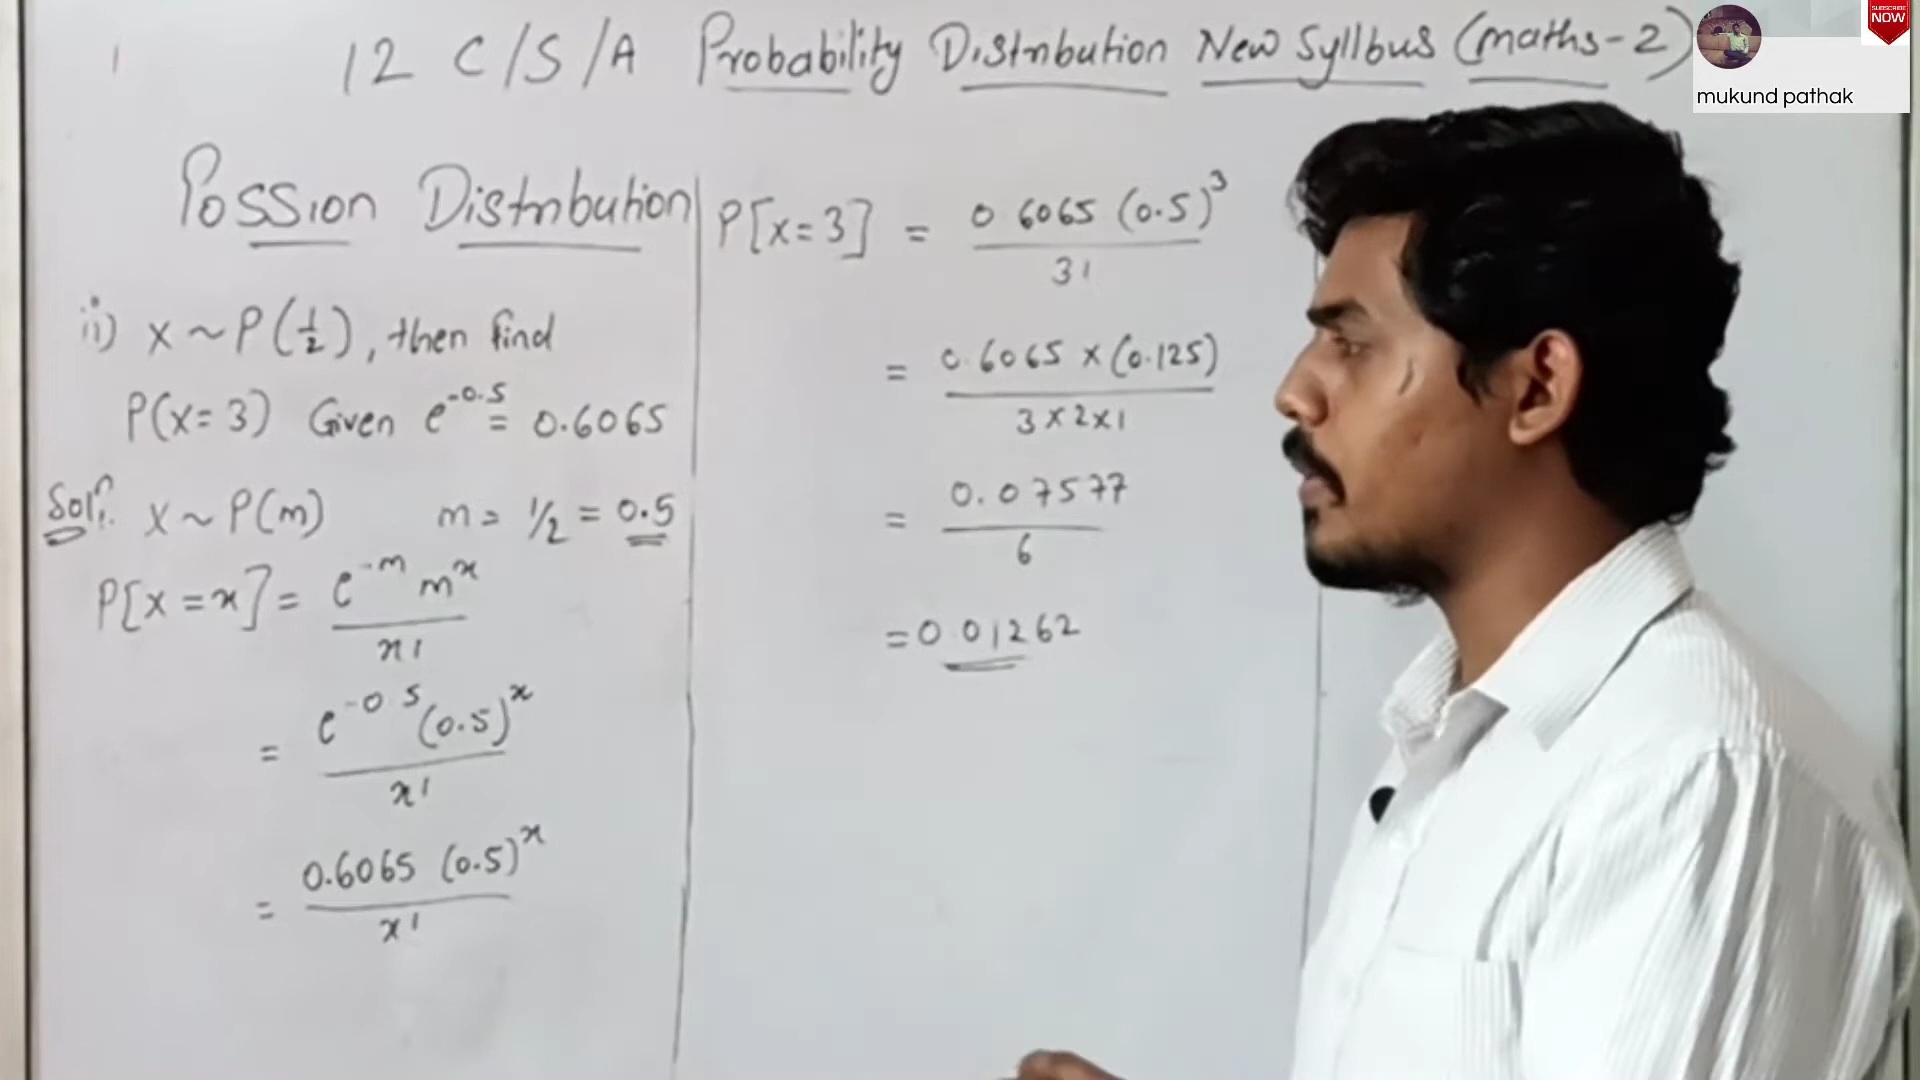 12 C/S/A Probability Distribution New Syllbus (maths-2)
SUBSCRIBE
NOW
mukund pathak
Possion Distribution
ii) X ~ P(1/2), then find
P(X=3) Given e^-0.5 = 0.6065
Solⁿ: X ~ P(m) m = 1/2 = 0.5
P[X=x] = e^-m m^x / x!
= e^-0.5 (0.5)^x / x!
= 0.6065 (0.5)^x / x!
P[X=3] = 0.6065 (0.5)^3 / 3!
= 0.6065 × (0.125) / 3×2×1
= 0.07577 / 6
= 0.01262